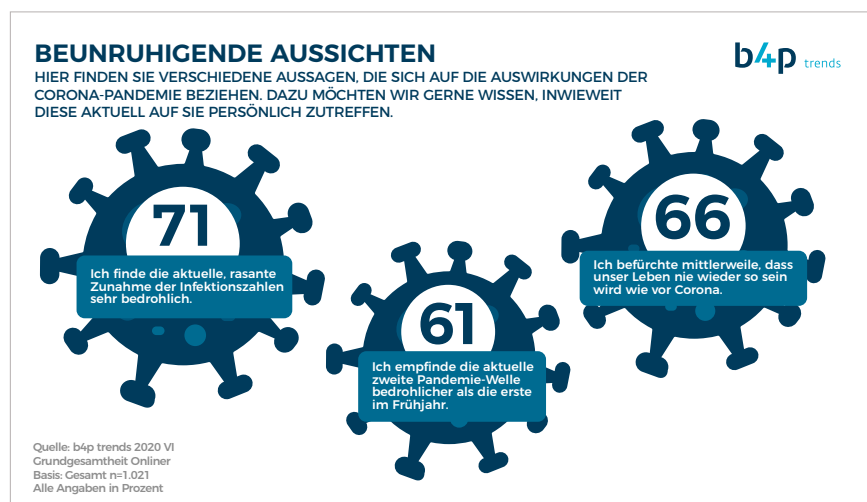 BEUNRUHIGENDE AUSSICHTEN
HIER FINDEN SIE VERSCHIEDENE AUSSAGEN, DIE SICH AUF DIE AUSWIRKUNGEN DER
CORONA-PANDEMIE BEZIEHEN. DAZU MÖCHTEN WIR GERNE WISSEN, INWIEWEIT
DIESE AKTUELL AUF SIE PERSÖNLICH ZUTREFFEN.
b4p trends
71
Ich finde die aktuelle, rasante
Zunahme der Infektionszahlen
sehr bedrohlich.
61
Ich empfinde die aktuelle
zweite Pandemie-Welle
bedrohlicher als die erste
im Frühjahr.
66
Ich befürchte mittlerweile, dass
unser Leben nie wieder so sein
wird wie vor Corona.
Quelle: b4p trends 2020 VI
Grundgesamtheit Onliner
Basis: Gesamt n=1.021
Alle Angaben in Prozent